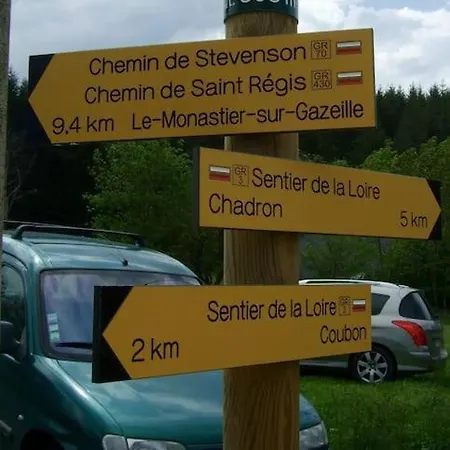 Chemin de Stevenson GR 70
Chemin de Saint Régis GR 430
9,4 km Le-Monastier-sur-Gazeille
GR 3 Sentier de la Loire
Chadron 5 km
Sentier de la Loire GR 3
2 km Coubon